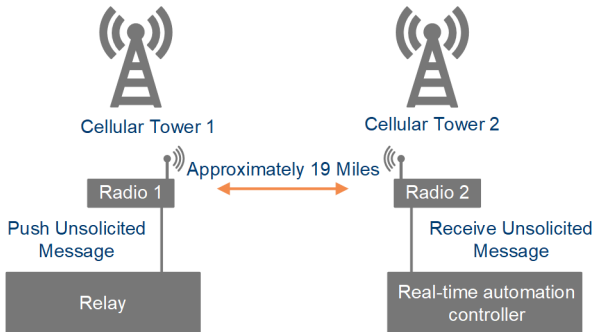 Cellular Tower 1
Cellular Tower 2
Approximately 19 Miles
Radio 1
Radio 2
Push Unsolicited
Message
Receive Unsolicited
Message
Relay
Real-time automation
controller